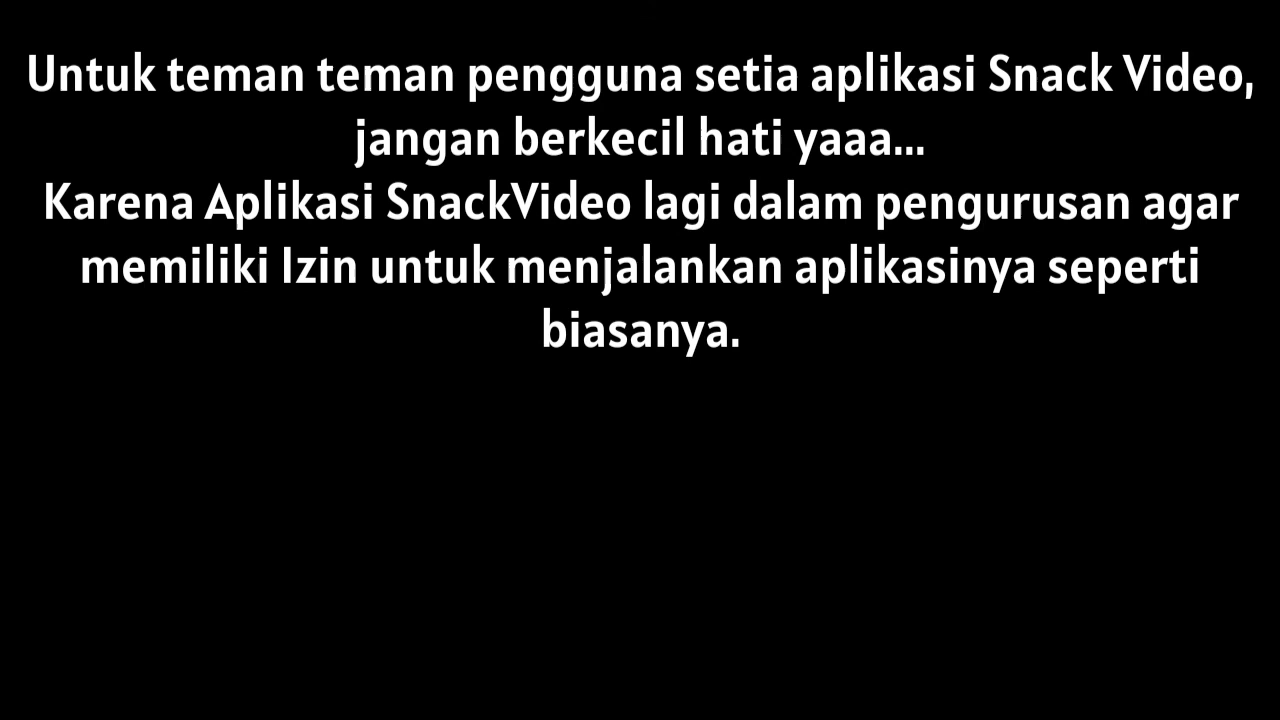 Untuk teman teman pengguna setia aplikasi Snack Video,
jangan berkecil hati yaaa...
Karena Aplikasi SnackVideo lagi dalam pengurusan agar
memiliki Izin untuk menjalankan aplikasinya seperti
biasanya.